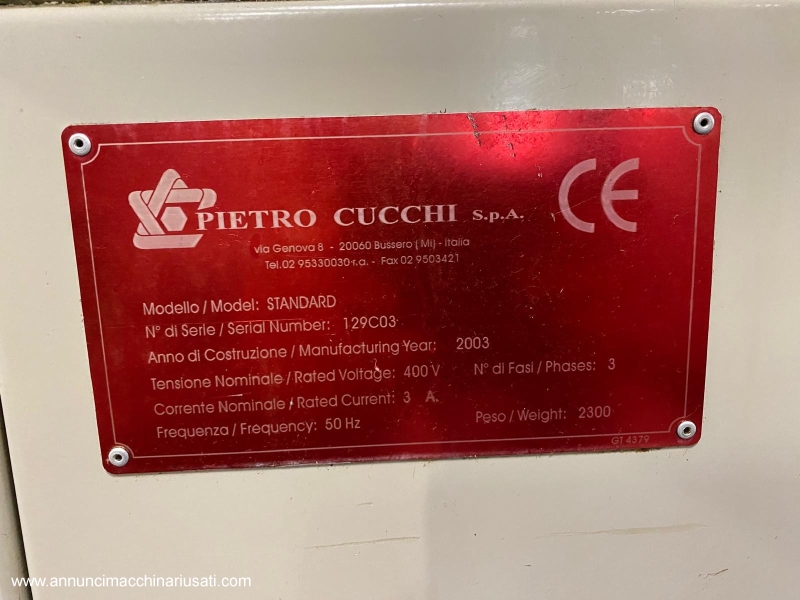 PIETRO CUCCHI S.p.A.
CE
via Genova 8 - 20060 Bussero (Mi) - Italia
Tel.02 95330030 r.a. - Fax 02 9503421
Modello / Model: STANDARD
N° di Serie / Serial Number: 129C03
Anno di Costruzione / Manufacturing Year: 2003
Tensione Nominale / Rated Voltage: 400 V N° di Fasi / Phases: 3
Corrente Nominale / Rated Current: 3 A.
Frequenza / Frequency: 50 Hz Peso / Weight: 2300
GT 4379
www.annuncimacchinariusati.com